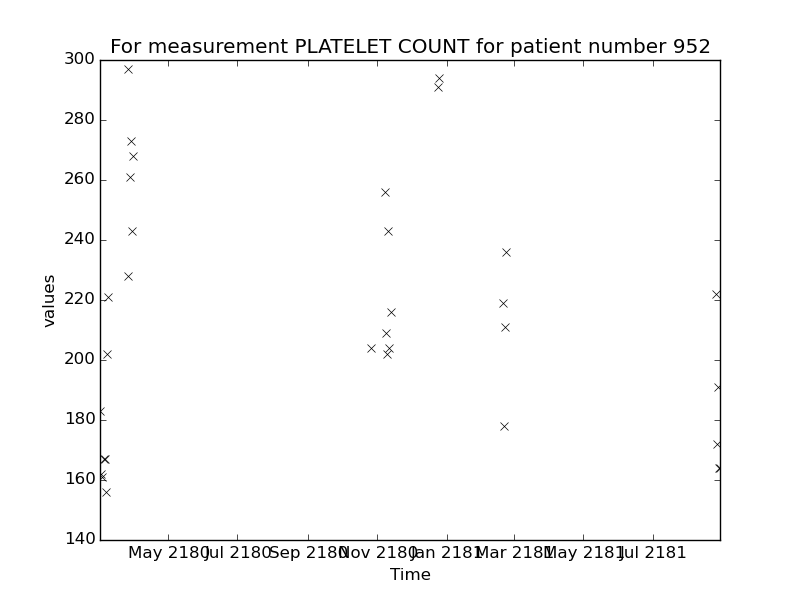 For measurement PLATELET COUNT for patient number 952
300
280
260
240
220
200
180
160
140
values
May 2180 Jul 2180 Sep 2180 Nov 2180 Jan 2181 Mar 2181 May 2181 Jul 2181
Time